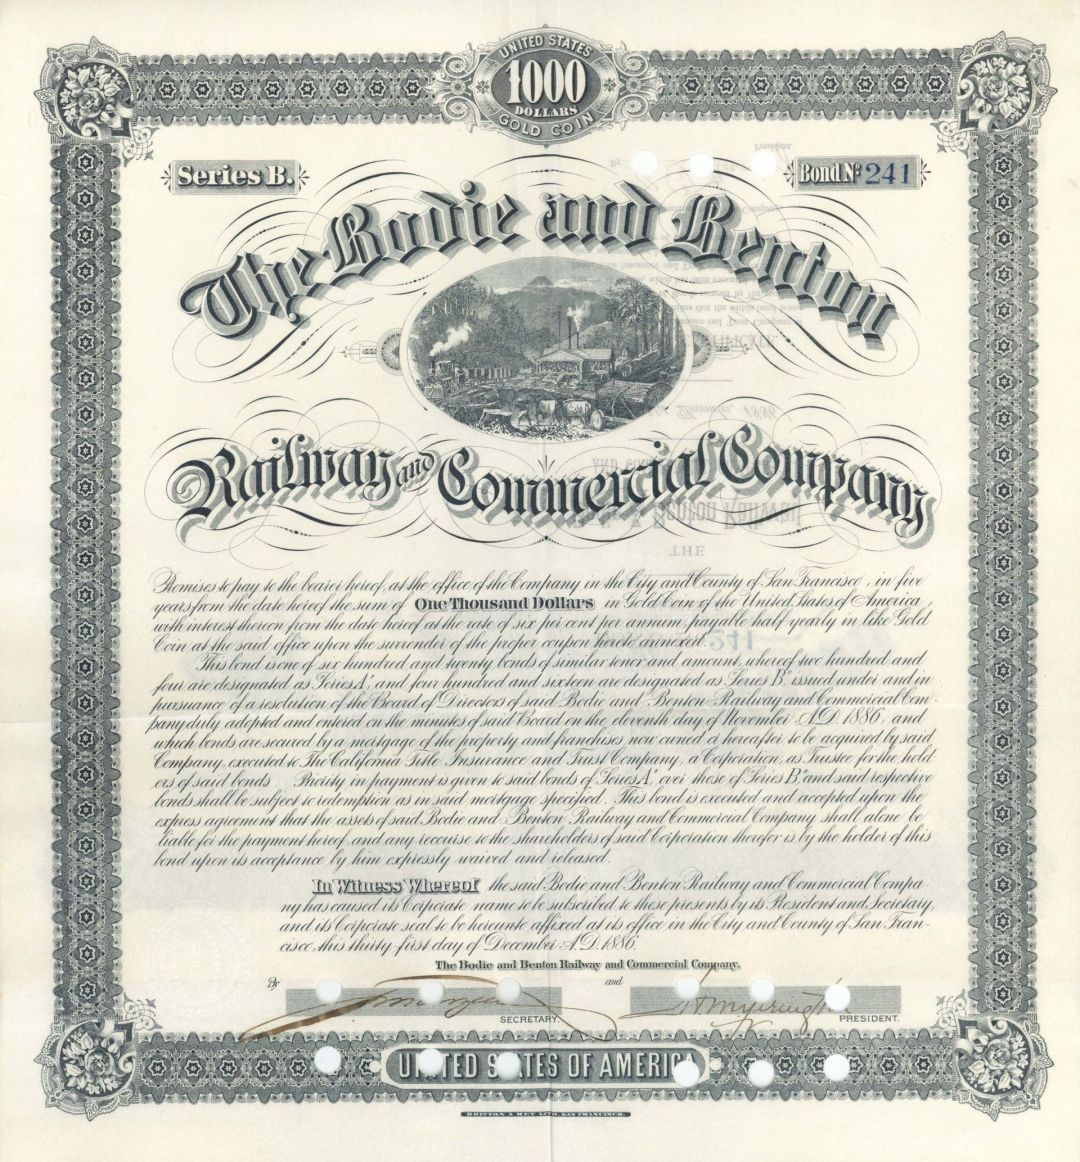 UNITED STATES
1000
DOLLARS
GOLD COIN
Series B.
Bond No. 241
The Bodie and Benton
Railway and Commercial Company
Promises to pay to the bearer hereof, at the office of the Company in the City and County of San Francisco, in five
years from the date hereof the sum of One Thousand Dollars in Gold Coin of the United States of America
with interest thereon from the date hereof at the rate of six per cent per annum, payable half yearly in like Gold
Coin at the said office upon the surrender of the proper coupon hereto annexed.
This bond is one of six hundred and twenty bonds of similar tenor and amount, whereof two hundred and
four are designated as "Series A", and four hundred and sixteen are designated as "Series B" issued under and in
pursuance of a resolution of the Board of Directors of said Bodie and Benton Railway and Commercial Com-
pany duly adopted and entered on the minutes of said Board on the eleventh day of November A.D. 1886, and
which bonds are secured by a mortgage of the property and franchises now owned or hereafter to be acquired by said
Company, executed to The California Title Insurance and Trust Company, a Corporation, as Trustee for the hold
ers of said bonds. Priority in payment is given to said bonds of "Series A" over these of "Series B" and said respective
bonds shall be subject to redemption as in said mortgage specified. This bond is executed and accepted upon the
express agreement that the assets of said Bodie and Benton Railway and Commercial Company shall alone be
liable for the payment hereof, and any recourse to the shareholders of said Corporation therefor is by the holder of this
bond upon its acceptance by him expressly waived and released.
In Witness Whereof the said Bodie and Benton Railway and Commercial Compa-
ny has caused its Corporate name to be subscribed to these presents by its President and Secretary,
and its Corporate seal to be hereunto affixed at its office in the City and County of San Fran-
cisco, this thirty-first day of December A.D. 1886.
The Bodie and Benton Railway and Commercial Company.
By
and
SECRETARY.
PRESIDENT.
UNITED STATES OF AMERICA
BRITTON & REY LITH. SAN FRANCISCO.